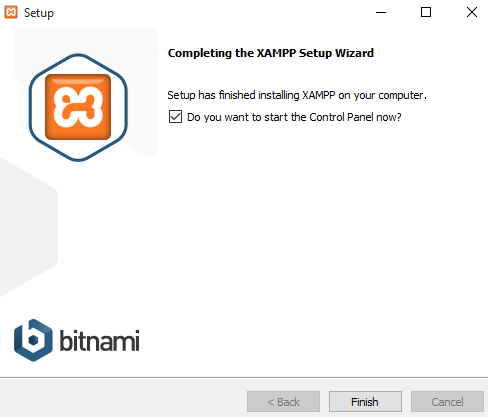 Setup
Completing the XAMPP Setup Wizard
Setup has finished installing XAMPP on your computer.
Do you want to start the Control Panel now?
bitnami
< Back
Finish
Cancel